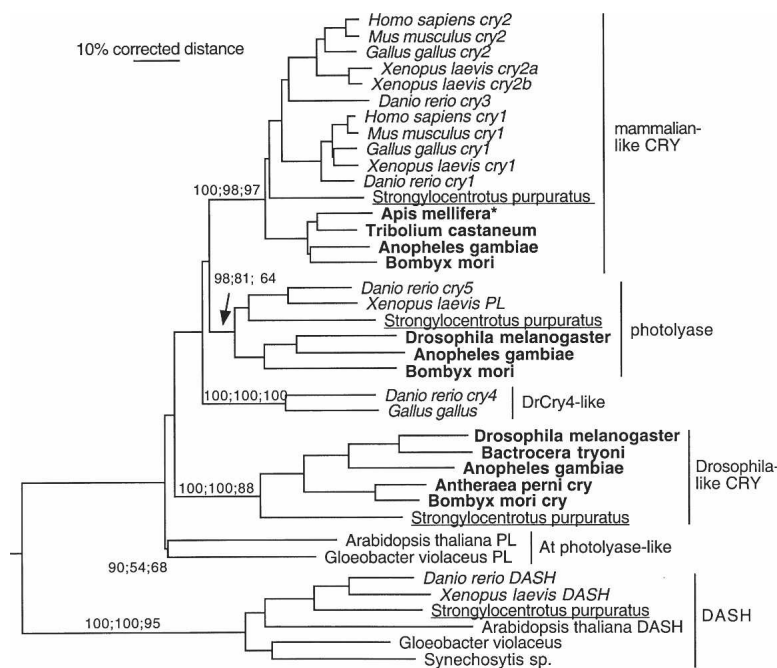 Homo sapiens cry2
10% corrected distance
Mus musculus cry2
Gallus gallus cry2
Xenopus laevis cry2a
Xenopus laevis cry2b
Danio rerio cry3
Homo sapiens cry1
mammalian-
like CRY
Mus musculus cry1
Gallus gallus cry1
Xenopus laevis cry1
Danio rerio cry1
100;98;97
Strongylocentrotus purpuratus
Apis mellifera*
Tribolium castaneum
Anopheles gambiae
Bombyx mori
98;81; 64
Danio rerio cry5
Xenopus laevis PL
Strongylocentrotus purpuratus
photolyase
Drosophila melanogaster
Anopheles gambiae
Bombyx mori
100;100;100
Danio rerio cry4
Gallus gallus
DrCry4-like
Drosophila melanogaster
Bactrocera tryoni
Anopheles gambiae
Drosophila-
like CRY
Antheraea perni cry
100;100;88
Bombyx mori cry
Strongylocentrotus purpuratus
Arabidopsis thaliana PL
Gloeobacter violaceus PL
At photolyase-like
90;54;68
Danio rerio DASH
Xenopus laevis DASH
Strongylocentrotus purpuratus
DASH
100;100;95
Arabidopsis thaliana DASH
Gloeobacter violaceus
Synechosytis sp.